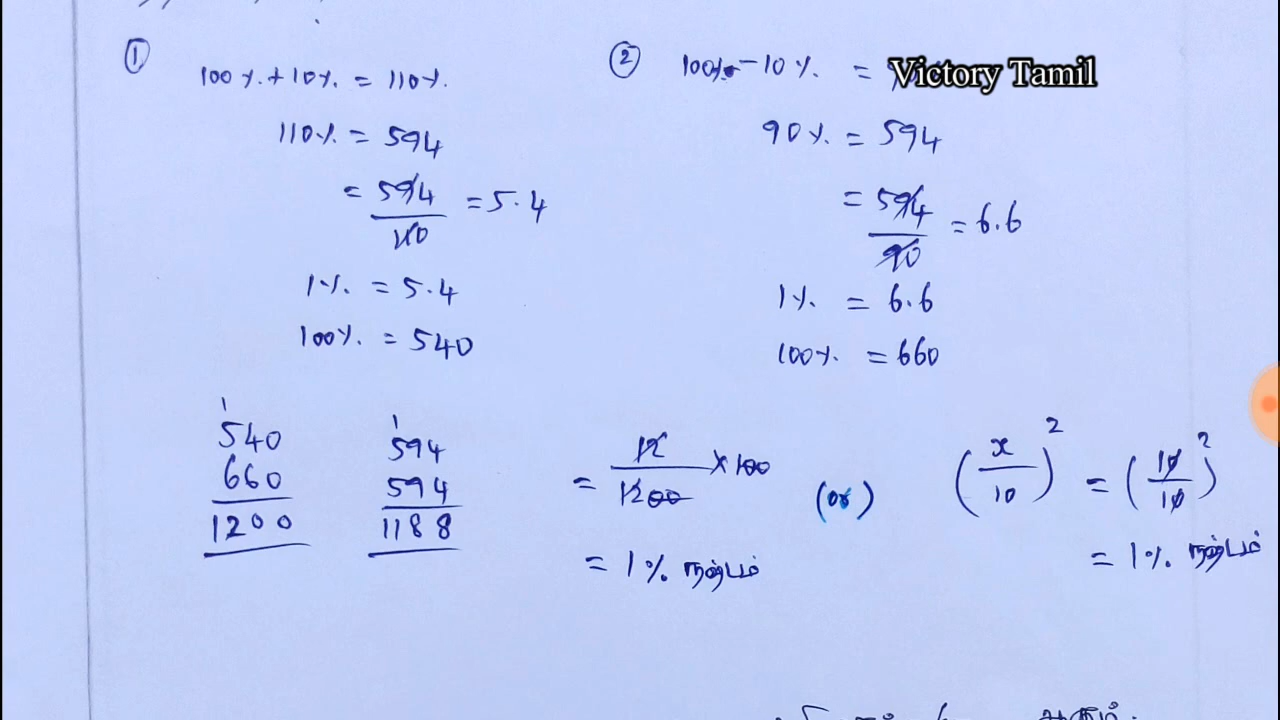 ①
100%+10% = 110%
110% = 594
= 594/110 = 5.4
1% = 5.4
100% = 540
② 100%-10% =
Victory Tamil
90% = 594
= 594/90 = 6.6
1% = 6.6
100% = 660
1
540
660
1200
1
594
594
1188
= 12/1200 × 100
= 1% நஷ்டம்
(or)
(x/10)² = (10/10)²
= 1% நஷ்டம்